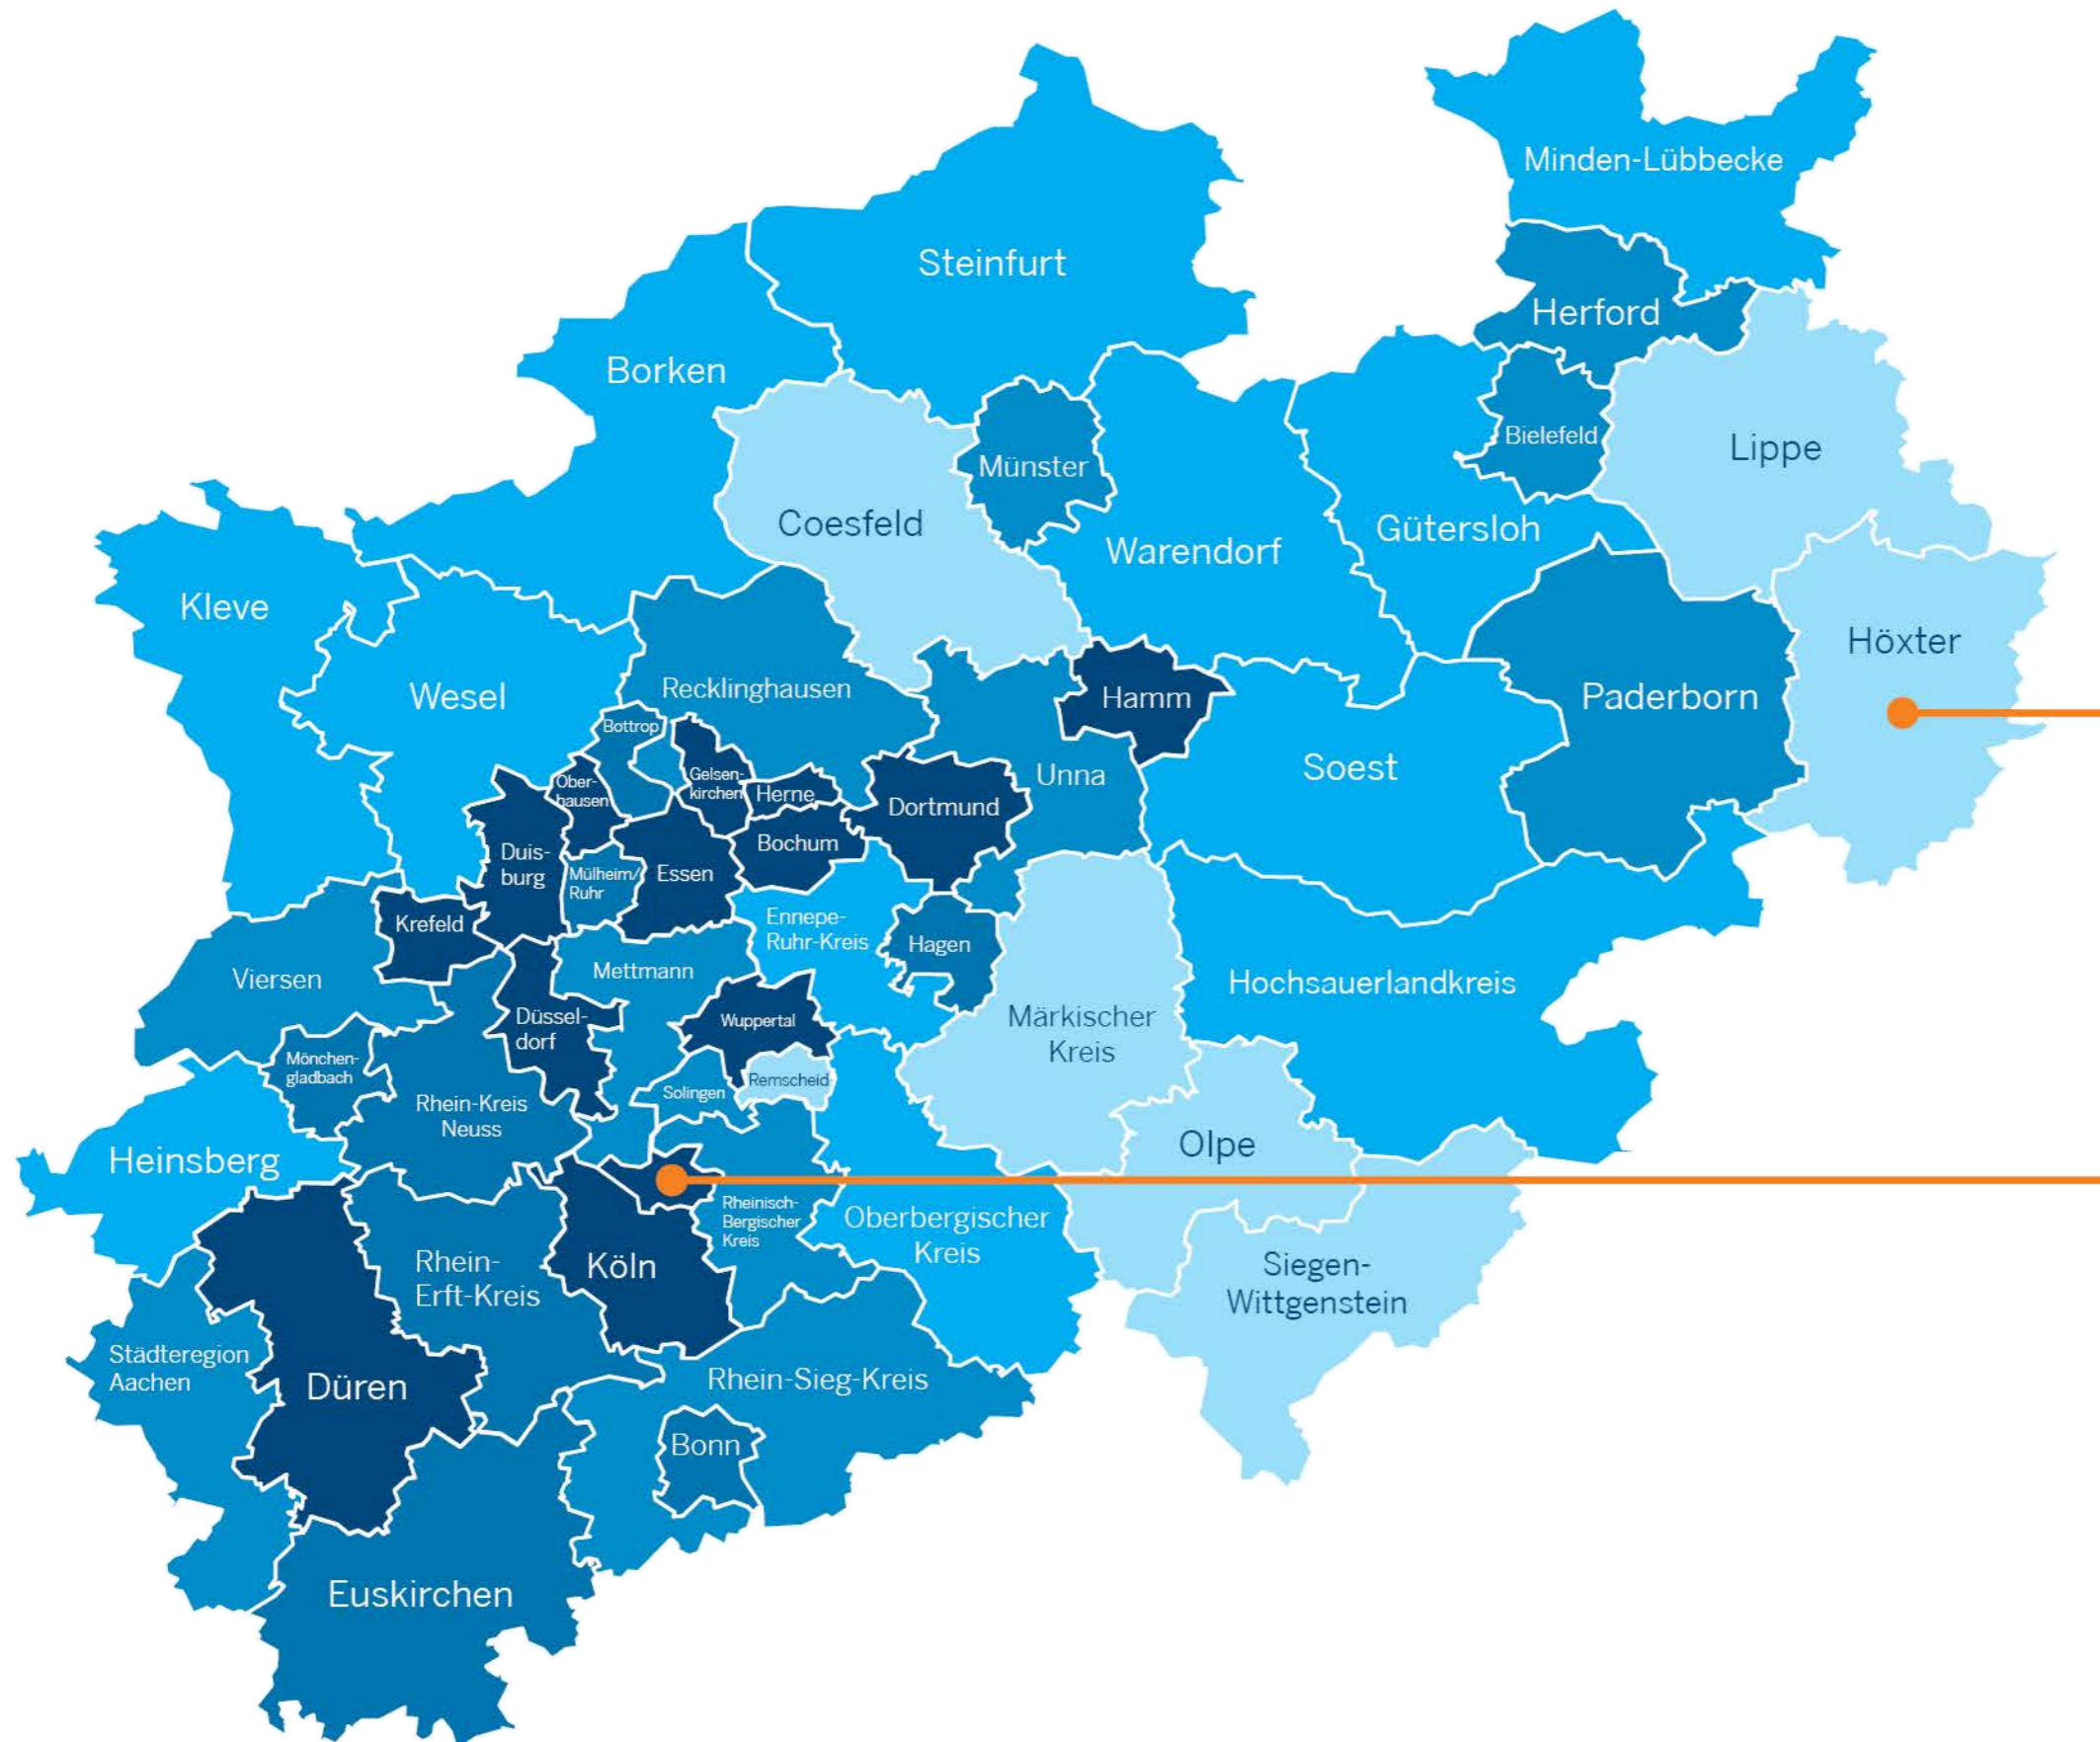 Minden-Lübbecke
Steinfurt
Herford
Borken
Bielefeld
Lippe
Münster
Coesfeld
Gütersloh
Warendorf
Kleve
Höxter
Recklinghausen
Wesel
Hamm
Paderborn
Bottrop
Soest
Unna
Gelsen-
kirchen
Ober-
hausen
Herne
Dortmund
Bochum
Duis-
burg
Mülheim/
Ruhr
Essen
Ennepe-
Ruhr-Kreis
Krefeld
Hagen
Mettmann
Viersen
Hochsauerlandkreis
Düssel-
dorf
Wuppertal
Märkischer
Kreis
Mönchen-
gladbach
Remscheid
Solingen
Rhein-Kreis
Neuss
Olpe
Heinsberg
Rheinisch-
Bergischer
Kreis
Oberbergischer
Kreis
Köln
Rhein-
Erft-Kreis
Siegen-
Wittgenstein
Städteregion
Aachen
Düren
Rhein-Sieg-Kreis
Bonn
Euskirchen